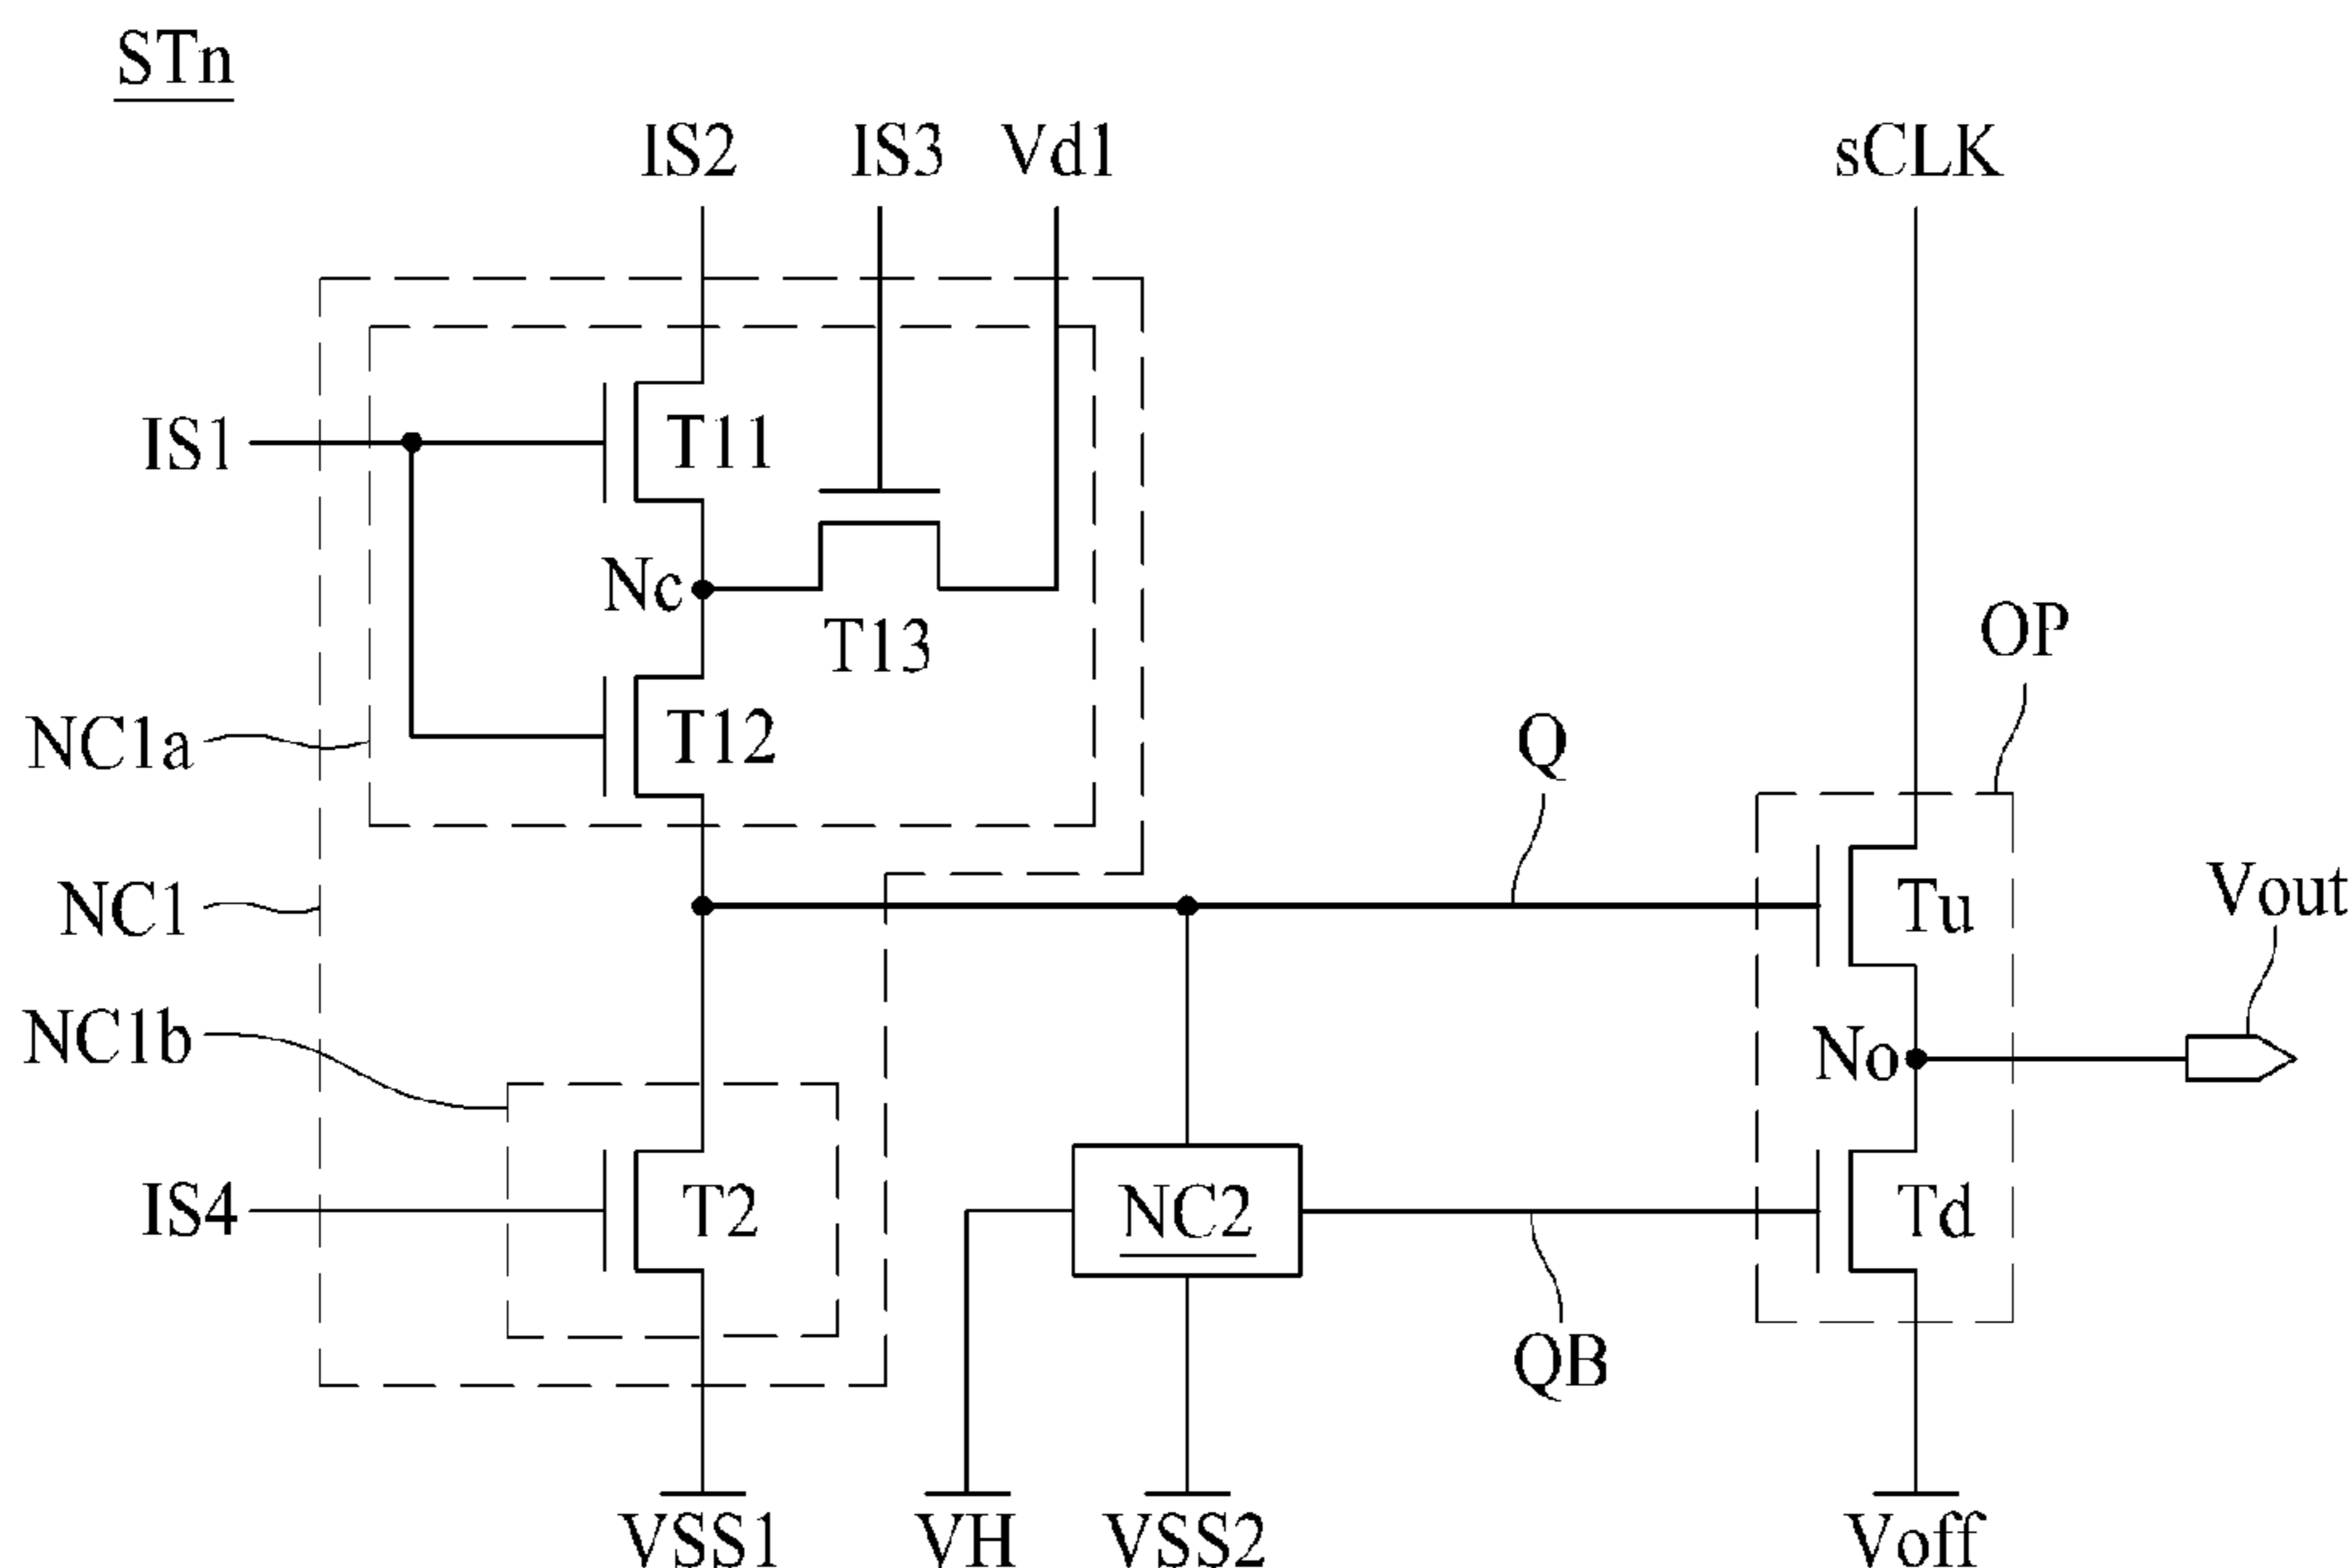 STn
IS2
IS3
Vd1
sCLK
IS1
T11
Nc
T13
OP
NC1a
T12
Q
NC1
Tu
Vout
NC1b
No
IS4
T2
NC2
Td
QB
VSS1
VH
VSS2
Voff